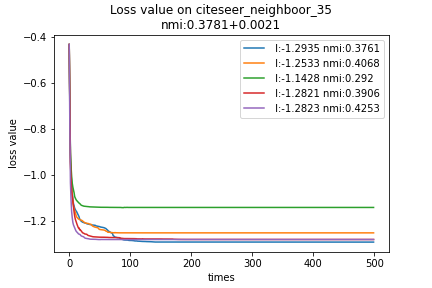 Loss value on citeseer_neighboor_35
nmi:0.3781+0.0021
l:-1.2935 nmi:0.3761
l:-1.2533 nmi:0.4068
l:-1.1428 nmi:0.292
l:-1.2821 nmi:0.3906
l:-1.2823 nmi:0.4253
loss value
−0.4
−0.6
−0.8
−1.0
−1.2
0 100 200 300 400 500
times